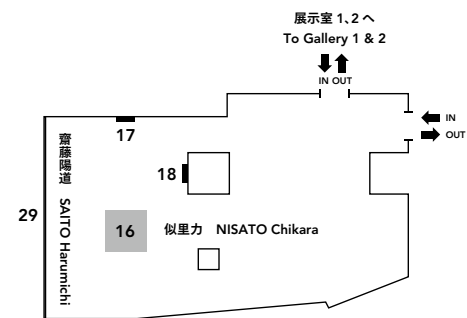 展示室 1、2 へ
To Gallery 1 & 2
IN OUT
IN
OUT
17
18
齋藤陽道 SAITO Harumichi
29
16
似里力 NISATO Chikara